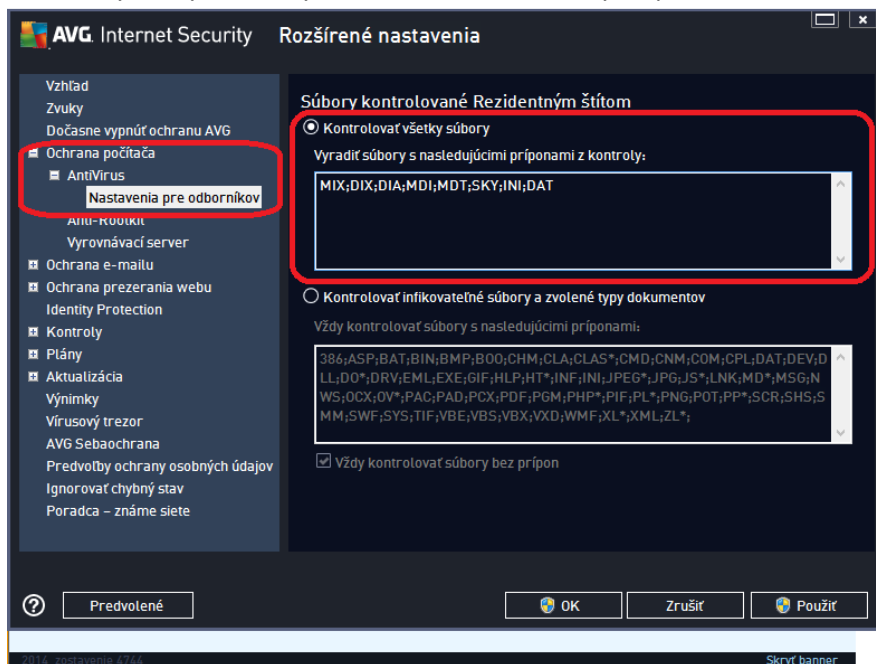 AVG. Internet Security Rozšírené nastavenia
Vzhľad
Zvuky
Dočasne vypnúť ochranu AVG
Ochrana počítača
AntiVirus
Nastavenia pre odborníkov
Anti-Rootkit
Vyrovnávací server
Ochrana e-mailu
Ochrana prezerania webu
Identity Protection
Kontroly
Plány
Aktualizácia
Výnimky
Vírusový trezor
AVG Sebaochrana
Predvoľby ochrany osobných údajov
Ignorovať chybný stav
Poradca – známe siete
Súbory kontrolované Rezidentným štítom
Kontrolovať všetky súbory
Vyradiť súbory s nasledujúcimi príponami z kontroly:
MIX;DIX;DIA;MDI;MDT;SKY;INI;DAT
Kontrolovať infikovateľné súbory a zvolené typy dokumentov
Vždy kontrolovať súbory s nasledujúcimi príponami:
386;ASP;BAT;BIN;BMP;BOO;CHM;CLA;CLAS*;CMD;CNM;COM;CPL;DAT;DEV;D
LL;DO*;DRV;EML;EXE;GIF;HLP;HT*;INF;INI;JPEG*;JPG;JS*;LNK;MD*;MSG;N
WS;OCX;OV*;PAC;PAD;PCX;PDF;PGM;PHP*;PIF;PL*;PNG;POT;PP*;SCR;SHS;S
MM;SWF;SYS;TIF;VBE;VBS;VBX;VXD;WMF;XL*;XML;ZL*;
Vždy kontrolovať súbory bez prípon
Predvolené
OK
Zrušiť
Použiť
2014 zostavenie 4744
Skryť banner